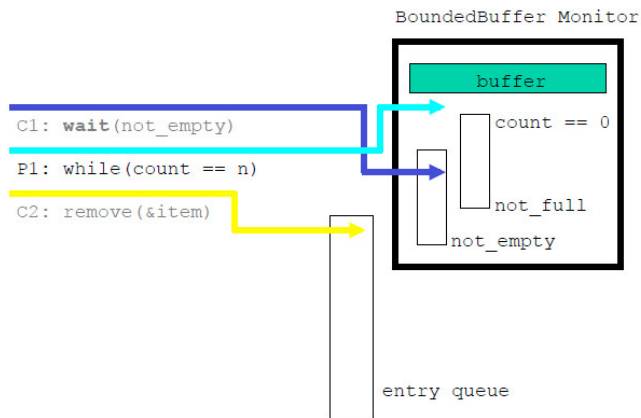 BoundedBuffer Monitor
buffer
C1: wait(not_empty)
count == 0
P1: while(count == n)
C2: remove(&item)
not_full
not_empty
entry queue